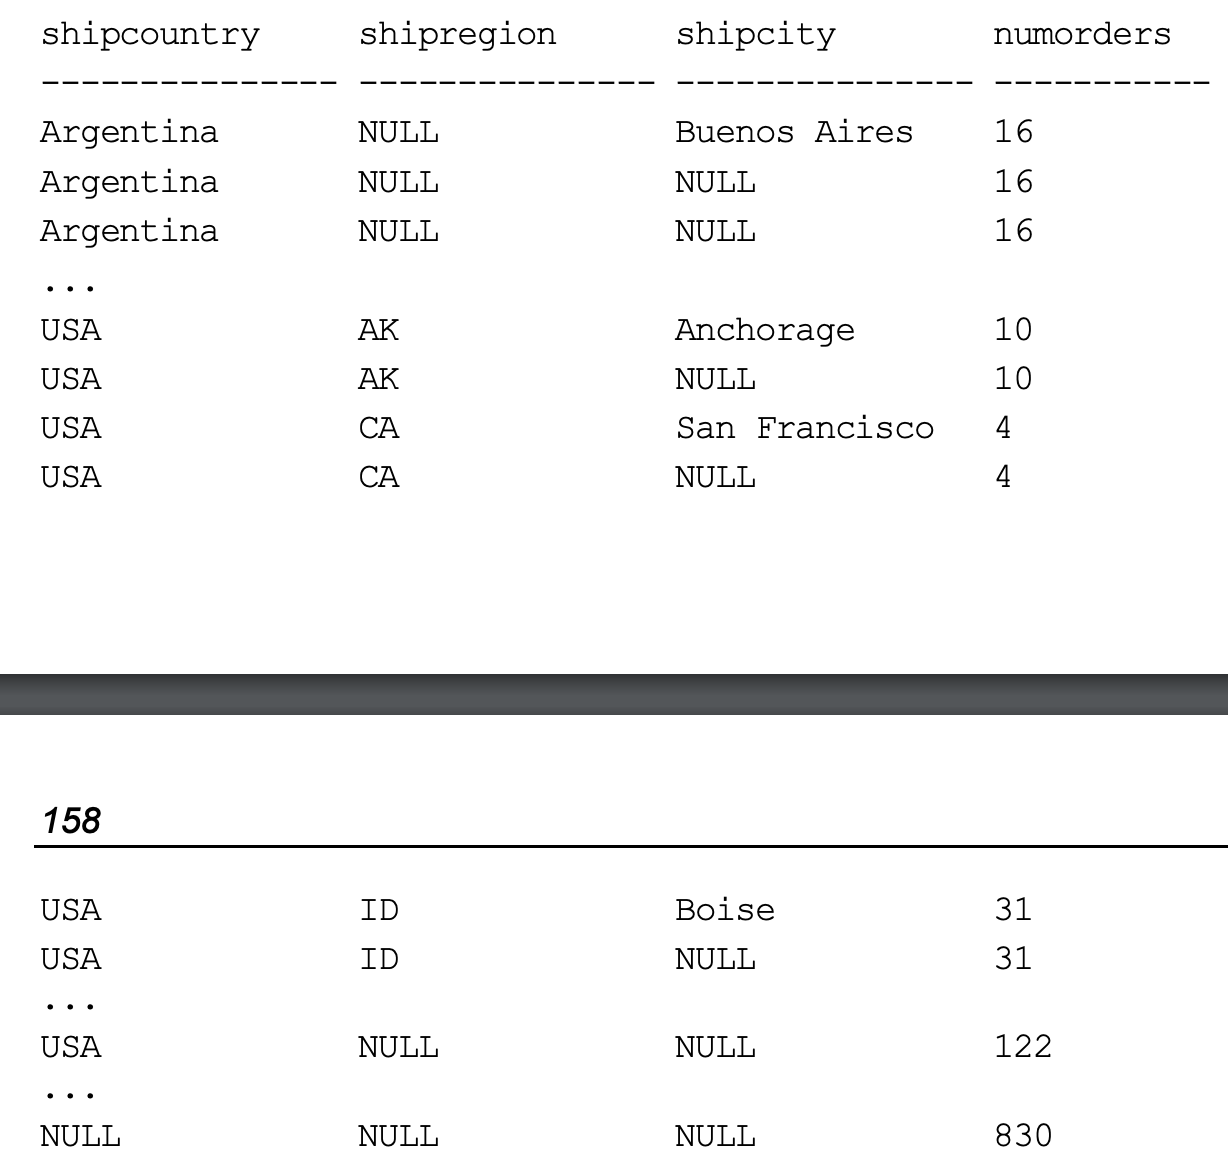 shipcountry shipregion shipcity numorders
--------------- --------------- --------------- -----------
Argentina NULL Buenos Aires 16
Argentina NULL NULL 16
Argentina NULL NULL 16
...
USA AK Anchorage 10
USA AK NULL 10
USA CA San Francisco 4
USA CA NULL 4
158
USA ID Boise 31
USA ID NULL 31
...
USA NULL NULL 122
...
NULL NULL NULL 830